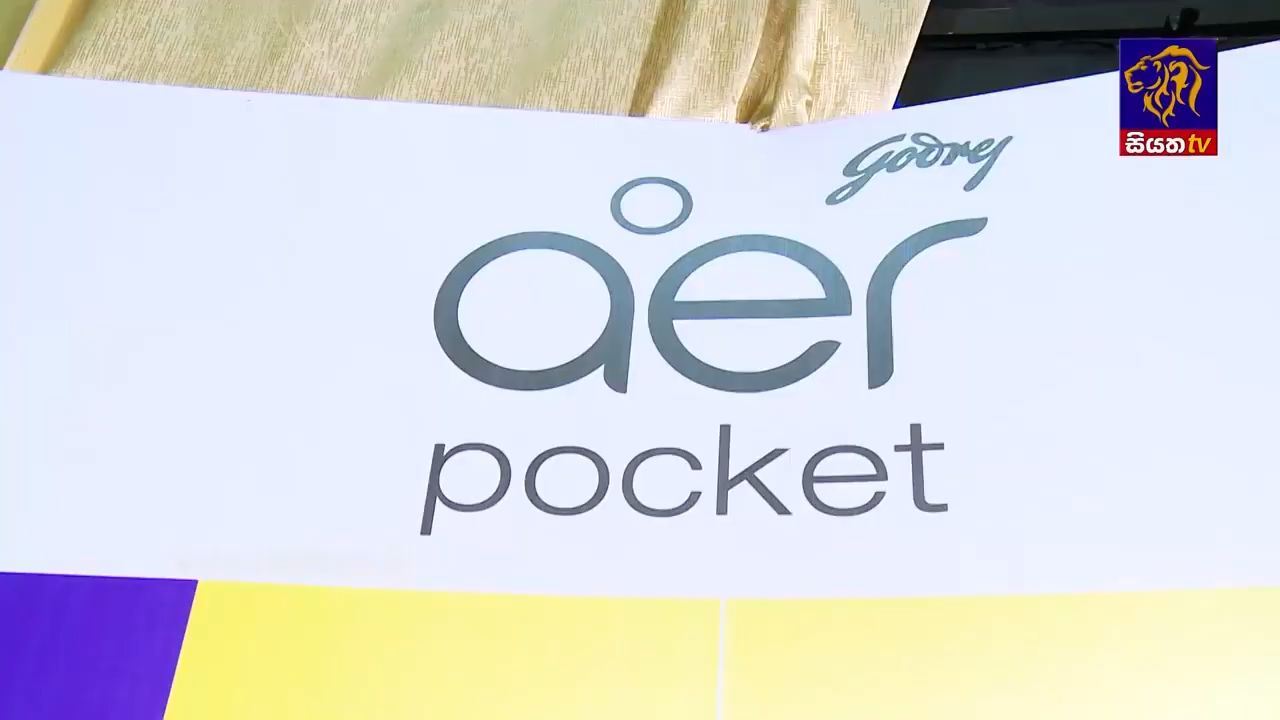 Godrej
aer
pocket
සියත tv